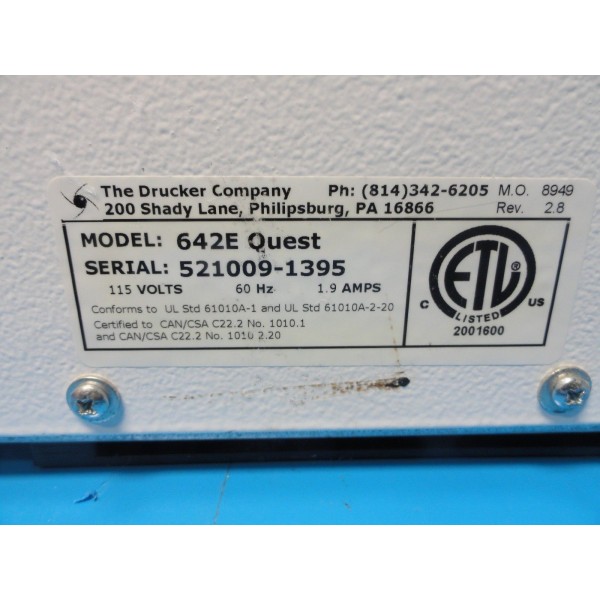 The Drucker Company Ph: (814)342-6205 M.O. 8949
200 Shady Lane, Philipsburg, PA 16866 Rev. 2.8
MODEL: 642E Quest
SERIAL: 521009-1395
115 VOLTS 60 Hz 1.9 AMPS
Conforms to UL Std 61010A-1 and UL Std 61010A-2-20
Certified to CAN/CSA C22.2 No. 1010.1
and CAN/CSA C22.2 No. 1010 2.20
ETL ®
C US
LISTED
2001600